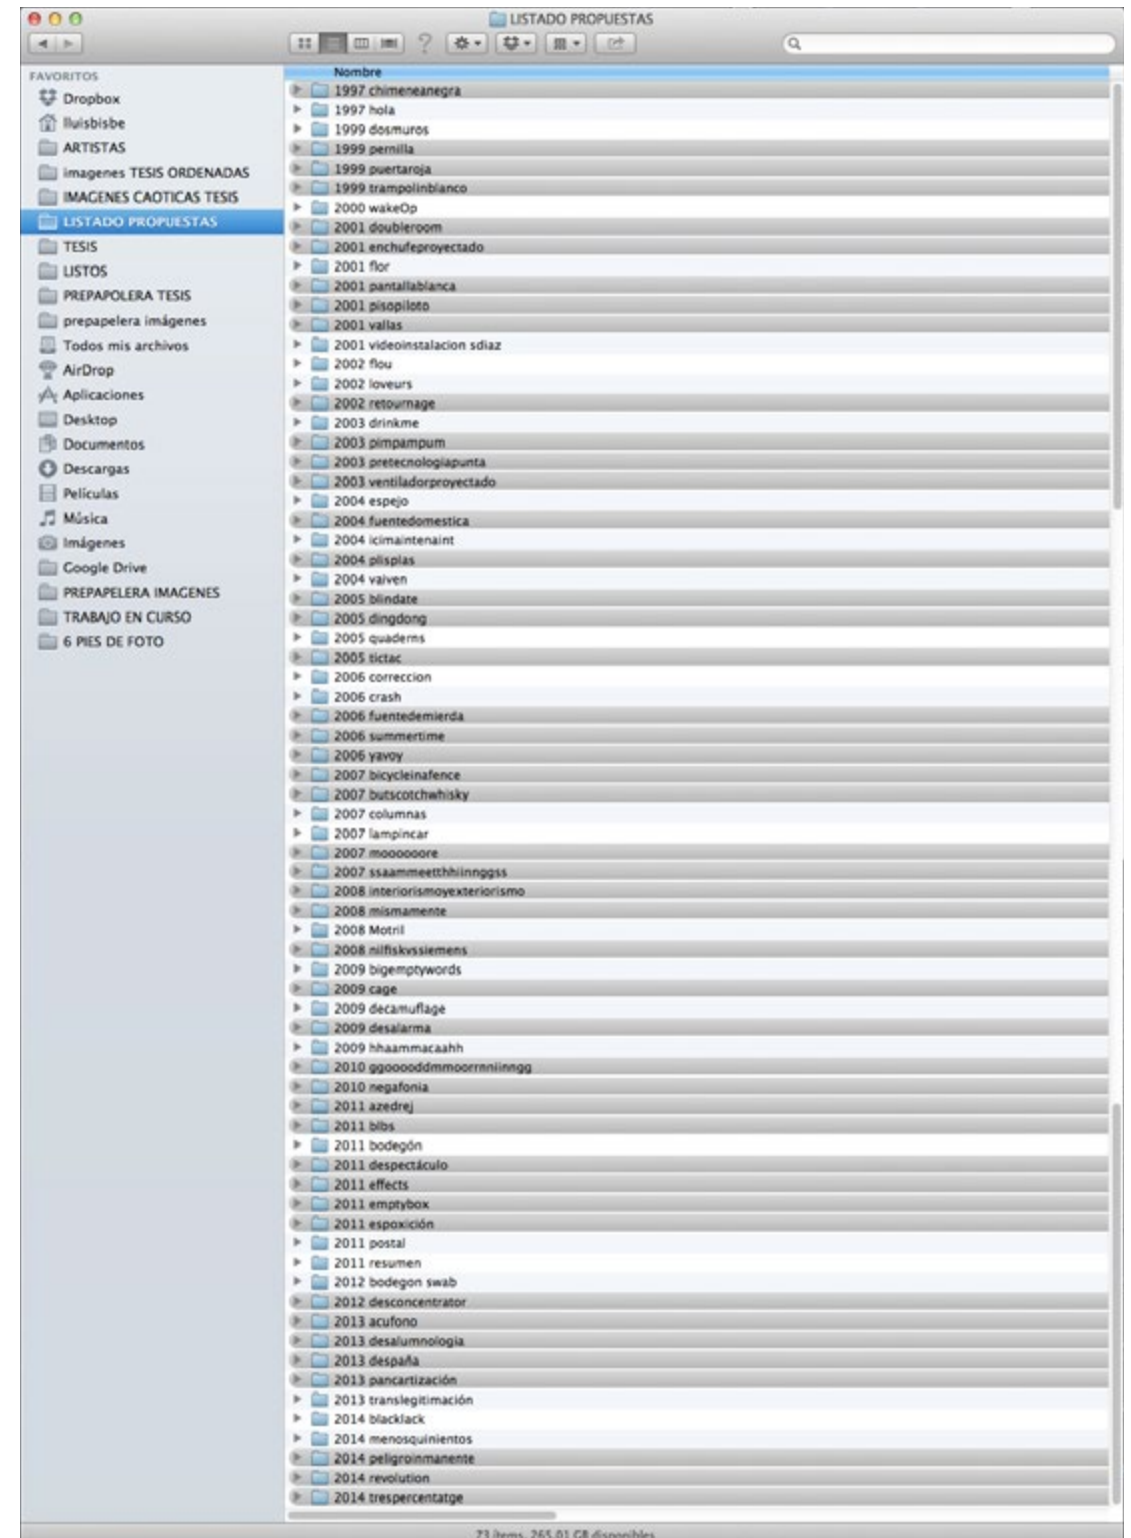 LISTADO PROPUESTAS
?
FAVORITOS
Dropbox
lluisbisbe
ARTISTAS
imagenes TESIS ORDENADAS
IMAGENES CAOTICAS TESIS
LISTADO PROPUESTAS
TESIS
LISTOS
PREPAPOLERA TESIS
prepapelera imágenes
Todos mis archivos
AirDrop
Aplicaciones
Desktop
Documentos
Descargas
Películas
Música
Imágenes
Google Drive
PREPAPELERA IMAGENES
TRABAJO EN CURSO
6 PIES DE FOTO
Nombre
1997 chimeneanegra
1997 hola
1999 dosmuros
1999 pernilla
1999 puertaroja
1999 trampolinblanco
2000 wakeOp
2001 doubleroom
2001 enchufeproyectado
2001 flor
2001 pantallablanca
2001 pisopiloto
2001 vallas
2001 videoinstalacion sdiaz
2002 flou
2002 loveurs
2002 retournage
2003 drinkme
2003 pimpampum
2003 pretecnologiapunta
2003 ventiladorproyectado
2004 espejo
2004 fuentedomestica
2004 icimaintenaint
2004 plisplas
2004 vaiven
2005 blindate
2005 dingdong
2005 quaderns
2005 tictac
2006 correccion
2006 crash
2006 fuentedemierda
2006 summertime
2006 yavoy
2007 bicycleinafence
2007 butscotchwhisky
2007 columnas
2007 lampincar
2007 moooooore
2007 ssaammeetthhiinnggss
2008 interiorismoyexteriorismo
2008 mismamente
2008 Motril
2008 nilfiskvssiemens
2009 bigemptywords
2009 cage
2009 decamuflage
2009 desalarma
2009 hhaammacaahh
2010 ggooooddmmoorrnniinngg
2010 negafonia
2011 azedrej
2011 blbs
2011 bodegón
2011 despectáculo
2011 effects
2011 emptybox
2011 espoxición
2011 postal
2011 resumen
2012 bodegon swab
2012 desconcentrator
2013 acufono
2013 desalumnologia
2013 despaña
2013 pancartización
2013 translegitimación
2014 blacklack
2014 menosquinientos
2014 peligroinmanente
2014 revolution
2014 trespercentatge
73 ítems, 265,01 GB disponibles